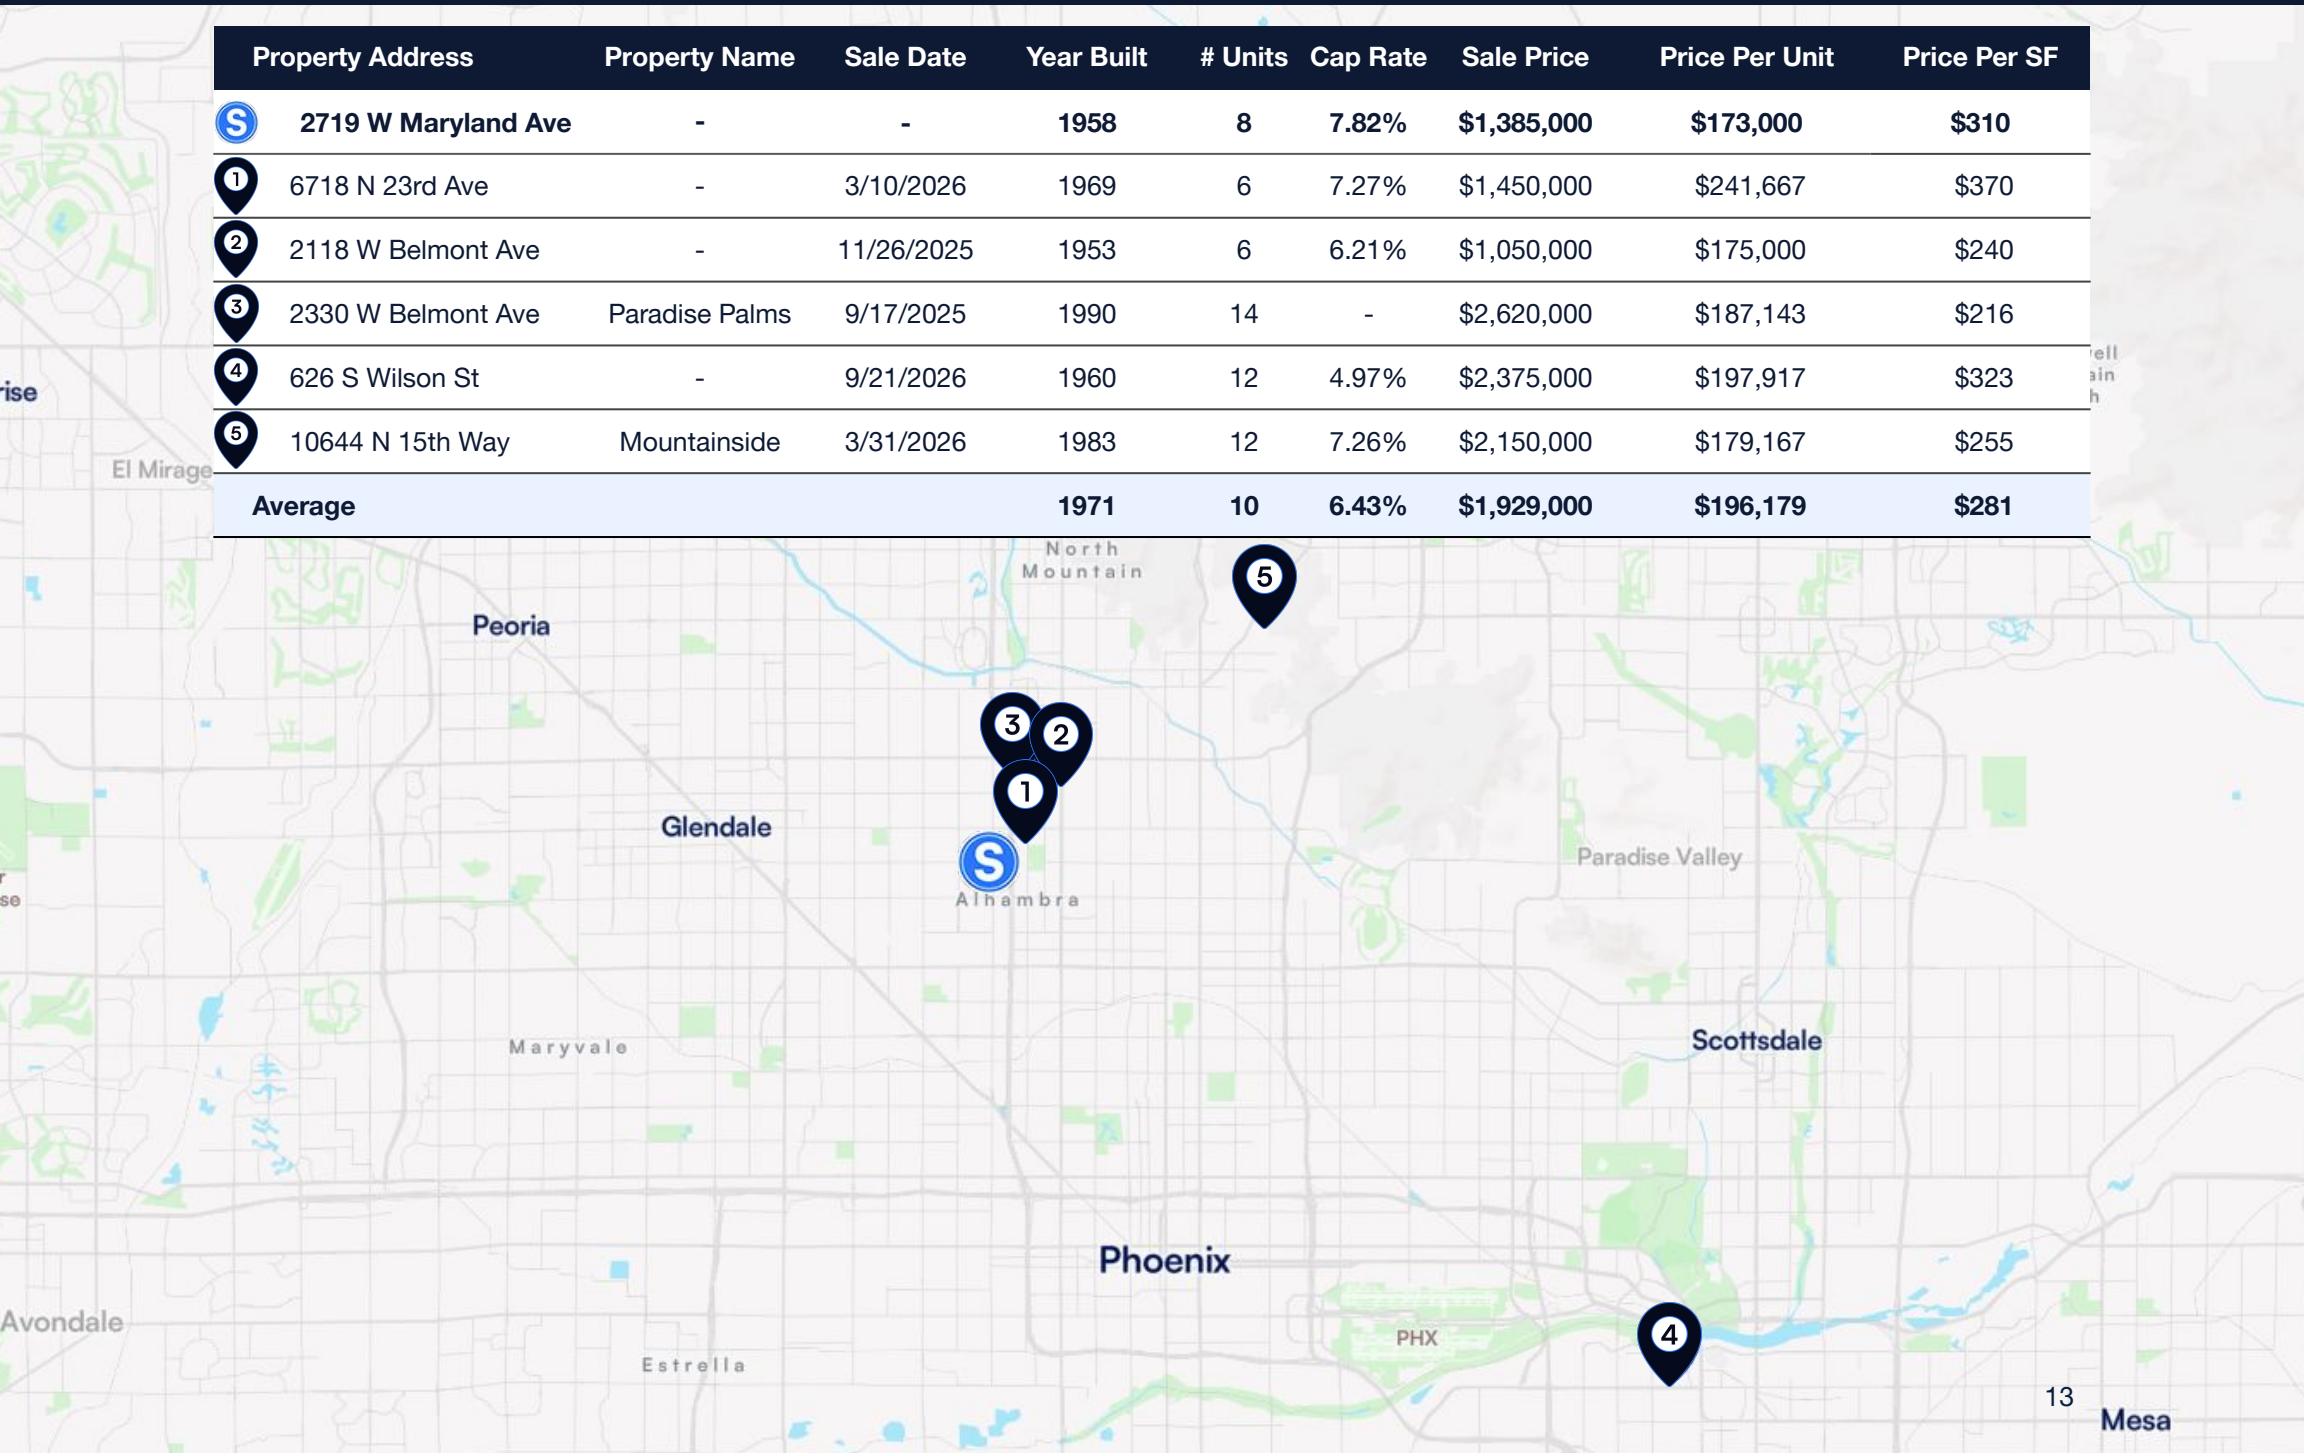 Property Address Property Name Sale Date Year Built # Units Cap Rate Sale Price Price Per Unit Price Per SF
S 2719 W Maryland Ave - - 1958 8 7.82% $1,385,000 $173,000 $310
1 6718 N 23rd Ave - 3/10/2026 1969 6 7.27% $1,450,000 $241,667 $370
2 2118 W Belmont Ave - 11/26/2025 1953 6 6.21% $1,050,000 $175,000 $240
3 2330 W Belmont Ave Paradise Palms 9/17/2025 1990 14 - $2,620,000 $187,143 $216
4 626 S Wilson St - 9/21/2026 1960 12 4.97% $2,375,000 $197,917 $323
5 10644 N 15th Way Mountainside 3/31/2026 1983 12 7.26% $2,150,000 $179,167 $255
Average 1971 10 6.43% $1,929,000 $196,179 $281
ell
ain
h
rise
El Mirage
North
Mountain
5
Peoria
3
2
1
Glendale
S
Paradise Valley
Alhambra
r
se
Scottsdale
Maryvale
Phoenix
Avondale
PHX
4
Estrella
13
Mesa